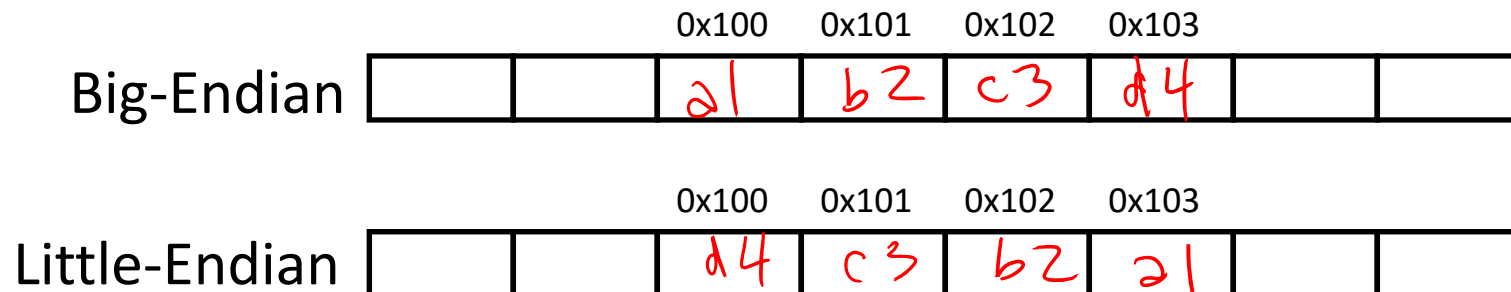 0x100 0x101 0x102 0x103
Big-Endian a1 b2 c3 d4
0x100 0x101 0x102 0x103
Little-Endian d4 c3 b2 a1